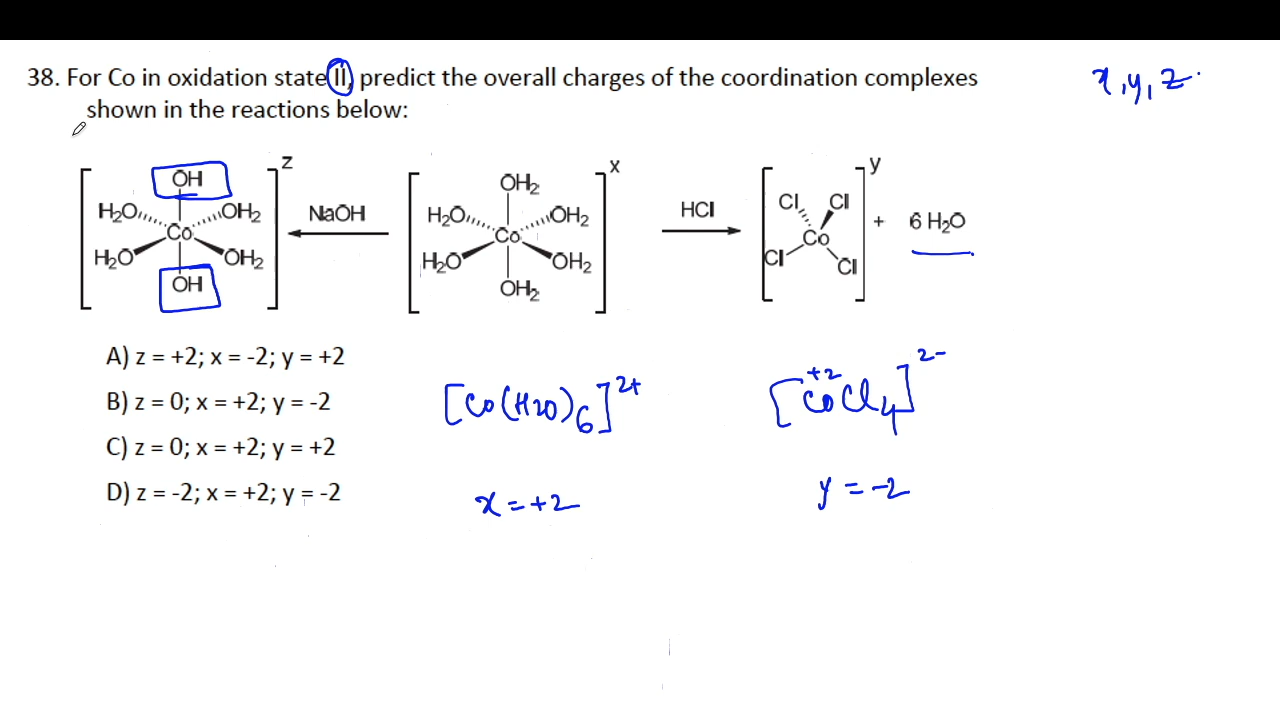 38. For Co in oxidation state II, predict the overall charges of the coordination complexes
shown in the reactions below:
x, y, z.
z
OH
H₂O
OH₂
Co
H₂O
OH₂
OH
NaOH
x
OH₂
H₂O
OH₂
Co
H₂O
OH₂
OH₂
HCl
y
Cl
Cl
Co
Cl
Cl
+ 6 H₂O
A) z = +2; x = -2; y = +2
B) z = 0; x = +2; y = -2
C) z = 0; x = +2; y = +2
D) z = -2; x = +2; y = -2
[Co(H2O)6]2+
x = +2
+2
[CoCl4]2-
y = -2